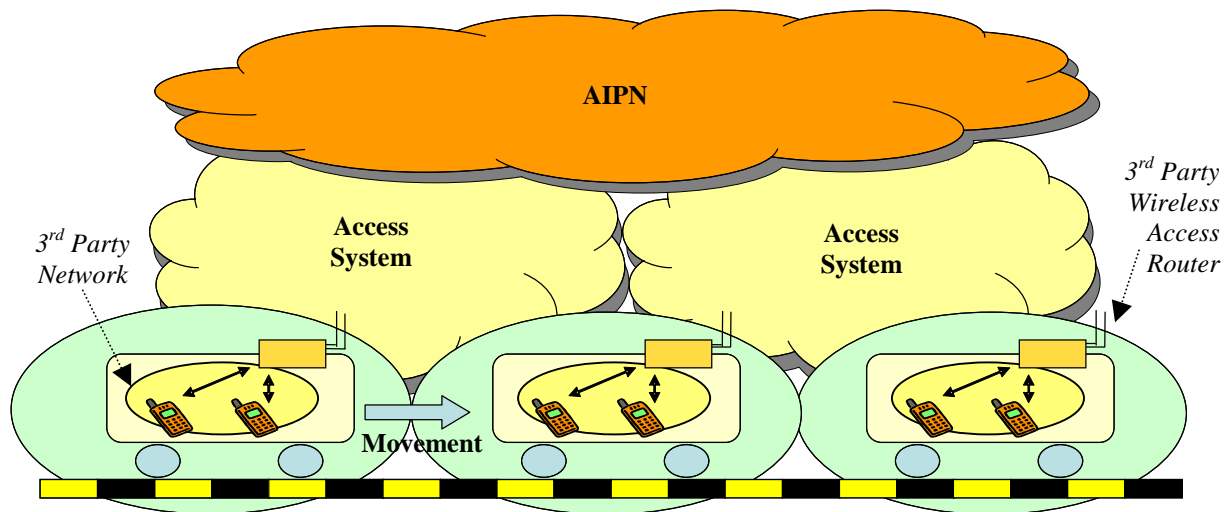 AIPN
Access
System
Access
System
3rd Party
Network
3rd Party
Wireless
Access
Router
Movement